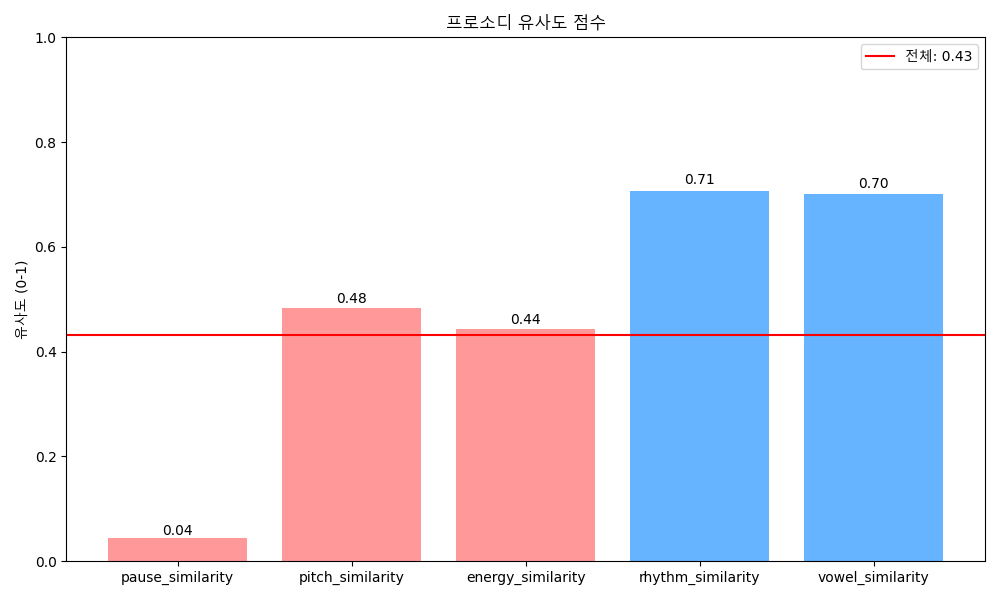 프로소디 유사도 점수
전체: 0.43
유사도 (0-1)
1.0
0.8
0.6
0.4
0.2
0.0
0.04
0.48
0.44
0.71
0.70
pause_similarity
pitch_similarity
energy_similarity
rhythm_similarity
vowel_similarity